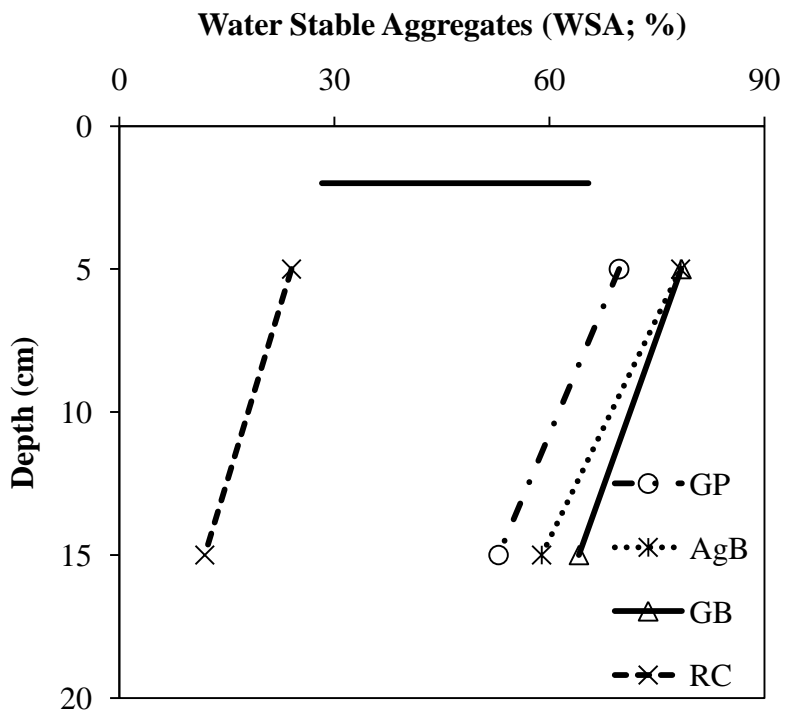 Water Stable Aggregates (WSA; %)
0 30 60 90
0
5
10
15
20
Depth (cm)
GP
AgB
GB
RC